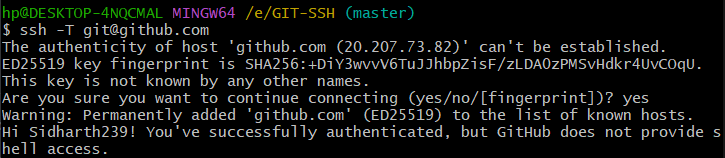 hp@DESKTOP-4NQCMAL MINGW64 /e/GIT-SSH (master)
$ ssh -T git@github.com
The authenticity of host 'github.com (20.207.73.82)' can't be established.
ED25519 key fingerprint is SHA256:+DiY3wvvV6TuJJhbpZisF/zLDA0zPMSvHdkr4UvCOqU.
This key is not known by any other names.
Are you sure you want to continue connecting (yes/no/[fingerprint])? yes
Warning: Permanently added 'github.com' (ED25519) to the list of known hosts.
Hi Sidharth239! You've successfully authenticated, but GitHub does not provide s
hell access.